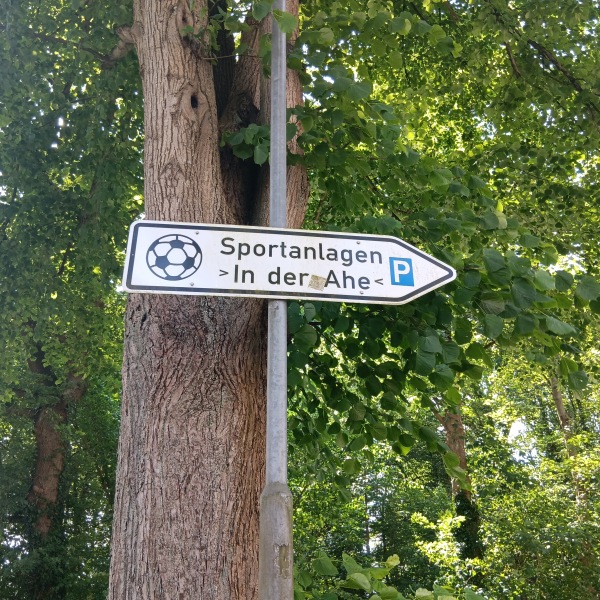 Sportanlagen
>In der Ahe<
P